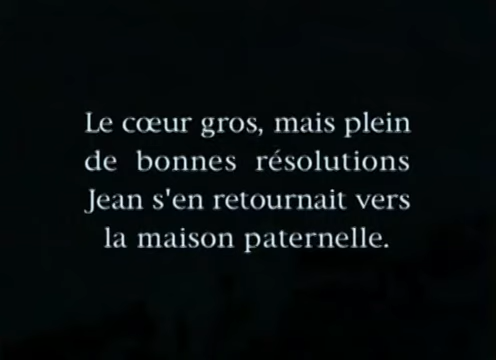 Le cœur gros, mais plein
de bonnes résolutions
Jean s'en retournait vers
la maison paternelle.